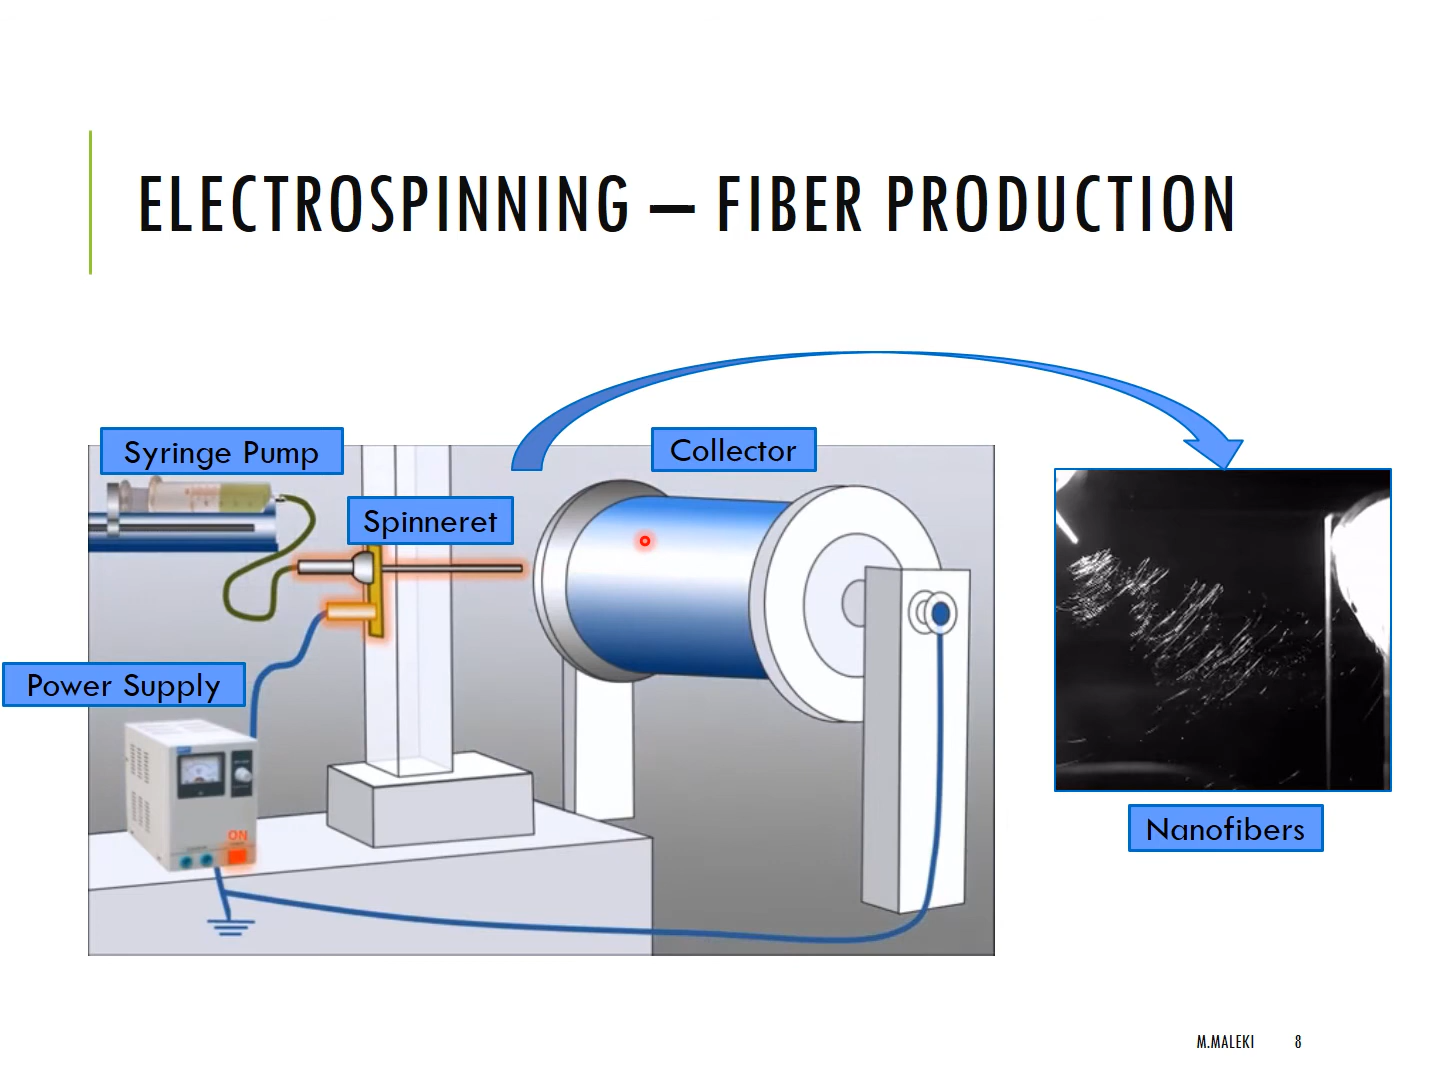 ELECTROSPINNING – FIBER PRODUCTION
Syringe Pump
Collector
Spinneret
Power Supply
ON
Nanofibers
M.MALEKI 8